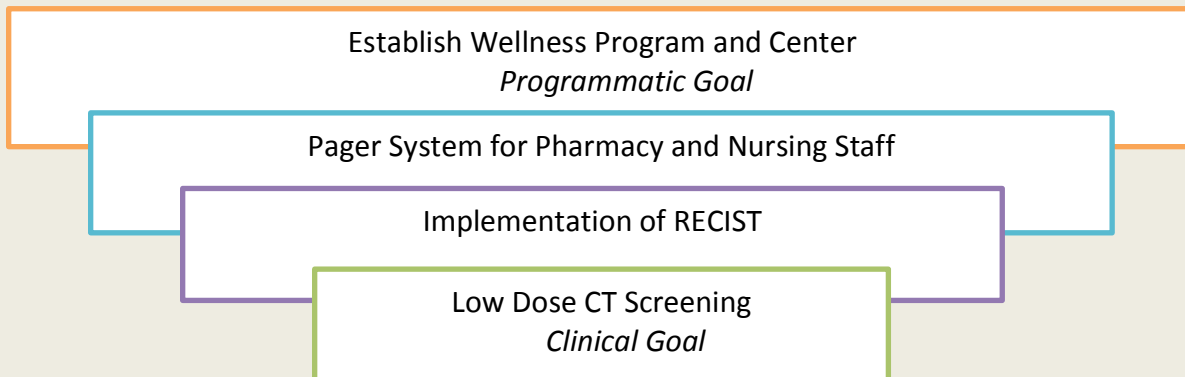 Establish Wellness Program and Center
Programmatic Goal
Pager System for Pharmacy and Nursing Staff
Implementation of RECIST
Low Dose CT Screening
Clinical Goal